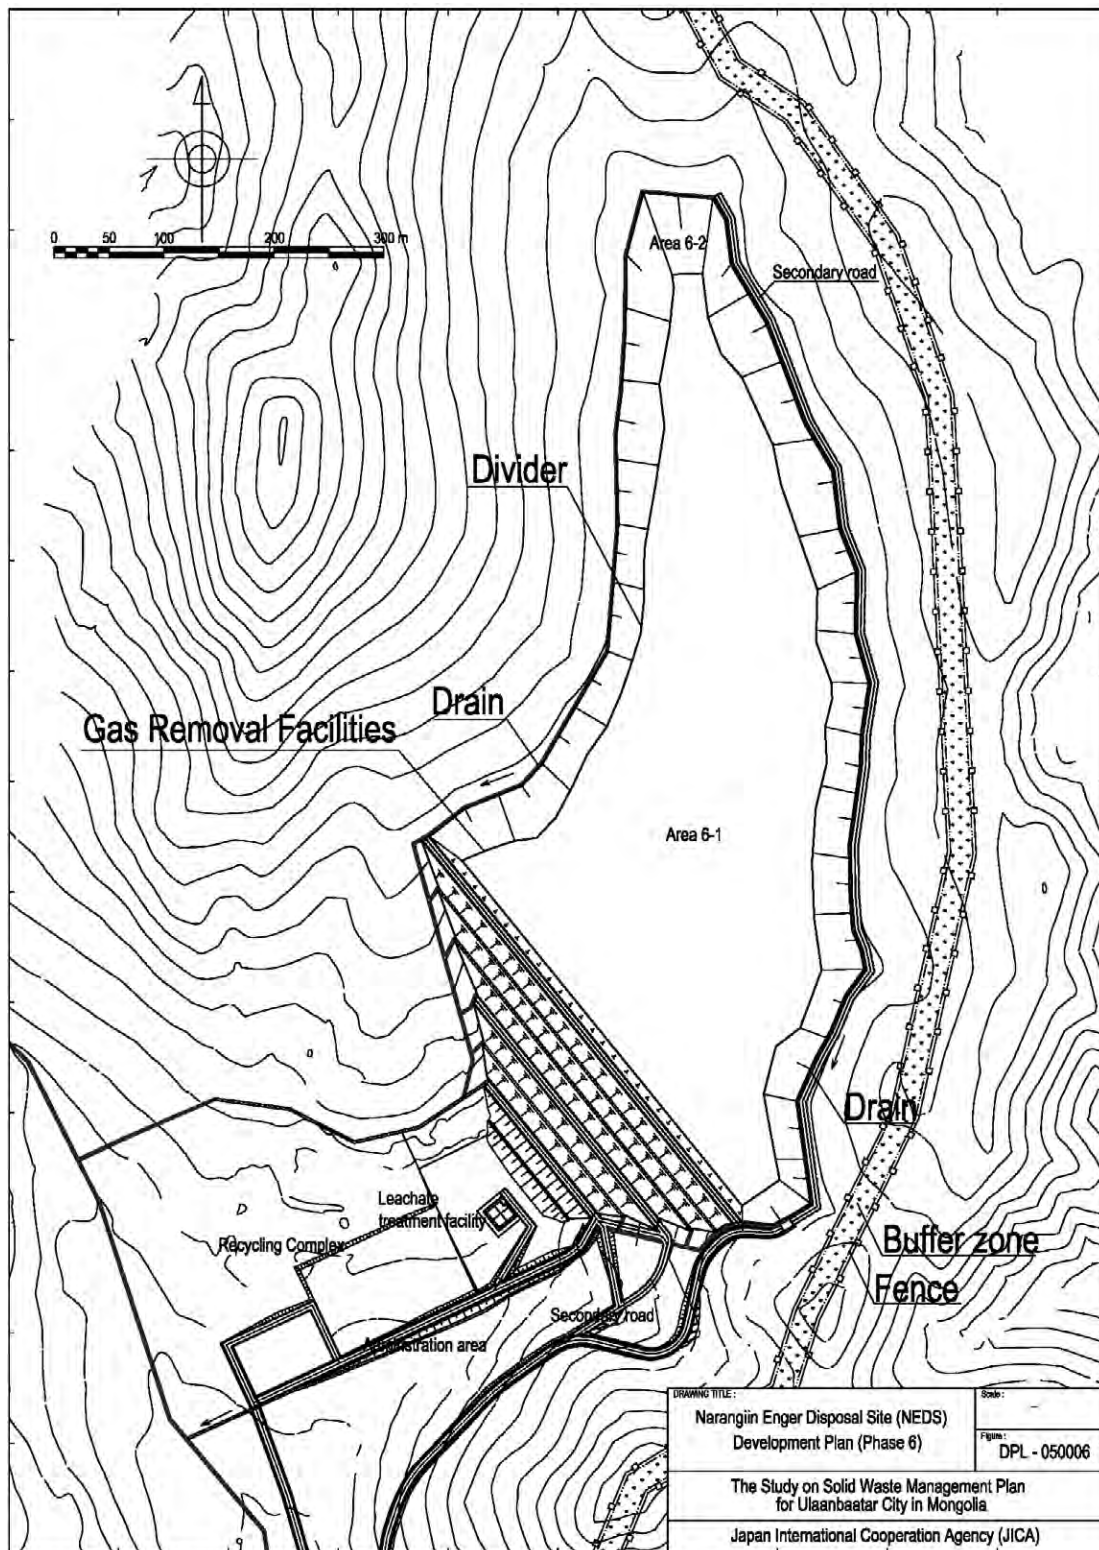 0 50 100 200 300 m
Area 6-2
Secondary road
Divider
Drain
Gas Removal Facilities
Area 6-1
Drain
Leachate
treatment facility
Recycling Complex
Buffer zone
Fence
Secondary road
Administration area
DRAWING TITLE :
Scale :
Narangiin Enger Disposal Site (NEDS)
Development Plan (Phase 6)
Figure :
DPL - 050006
The Study on Solid Waste Management Plan
for Ulaanbaatar City in Mongolia
Japan International Cooperation Agency (JICA)